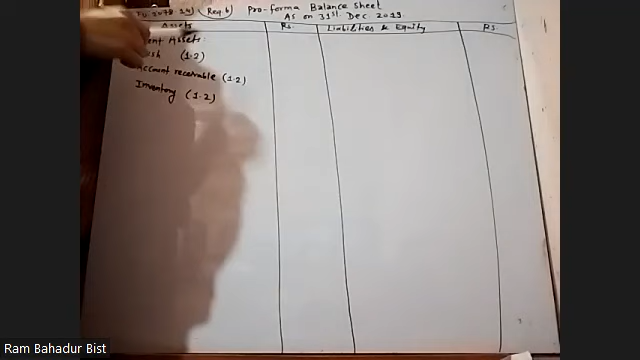 Req. b Pro-forma Balance Sheet
As on 31st Dec 2019.
Assets Rs. Liabilities & Equity Rs.
Assets:
(1.2)
Account receivable (1.2)
Inventory (1.2)
Ram Bahadur Bist